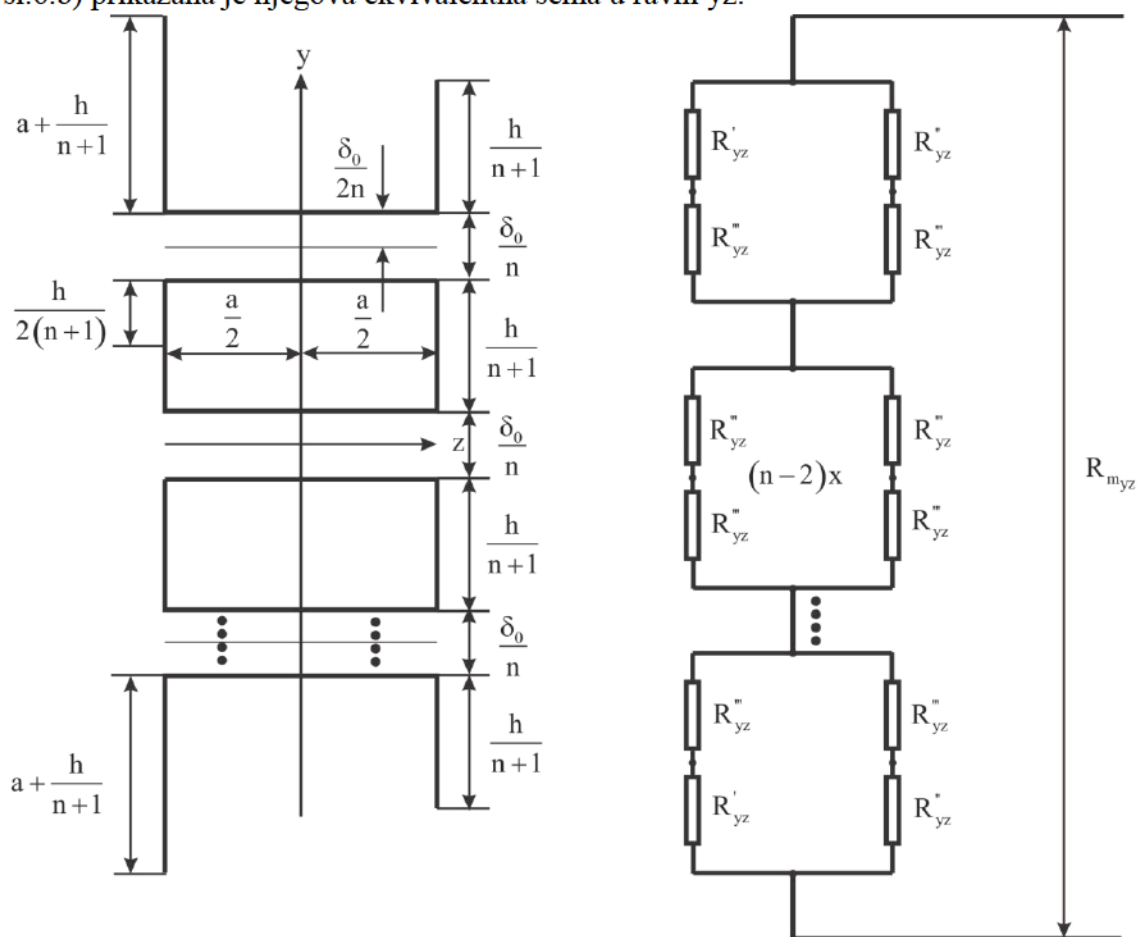 sl.6.b) prikazana je njegova ekvivalentna šema u ravni yz.
y
a + h/(n+1)
h/(n+1)
δ₀/2n
δ₀/n
h/2(n+1)
a/2
a/2
h/(n+1)
z
δ₀/n
h/(n+1)
δ₀/n
a + h/(n+1)
h/(n+1)
R'yz
R''yz
R'''yz
R'''yz
R'''yz
R'''yz
(n−2)x
R'''yz
R'''yz
Rmyz
R'''yz
R'''yz
R'yz
R''yz